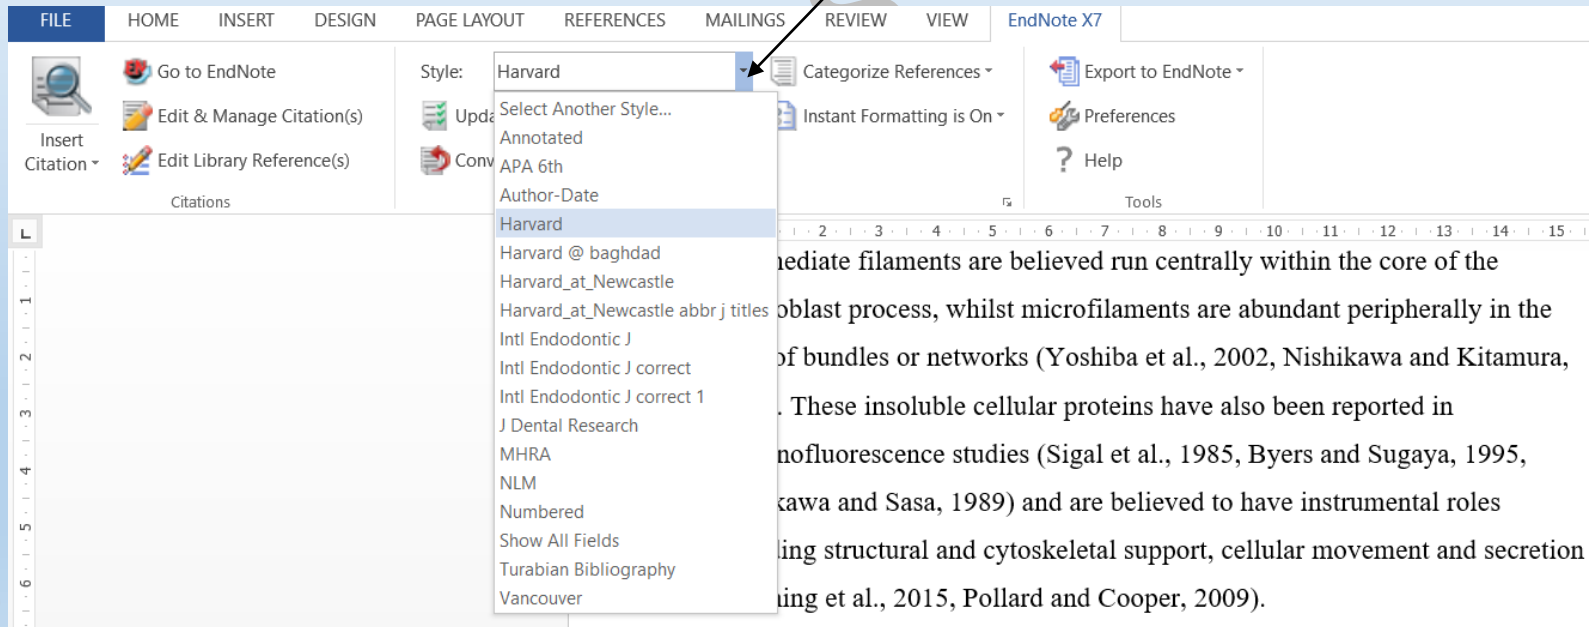 FILE HOME INSERT DESIGN PAGE LAYOUT REFERENCES MAILINGS REVIEW VIEW EndNote X7
Go to EndNote
Edit & Manage Citation(s)
Edit Library Reference(s)
Insert
Citation
Citations
Style: Harvard
Select Another Style...
Annotated
APA 6th
Author-Date
Harvard
Harvard @ baghdad
Harvard_at_Newcastle
Harvard_at_Newcastle abbr j titles
Intl Endodontic J
Intl Endodontic J correct
Intl Endodontic J correct 1
J Dental Research
MHRA
NLM
Numbered
Show All Fields
Turabian Bibliography
Vancouver
Categorize References
Instant Formatting is On
Export to EndNote
Preferences
? Help
Tools
L
2 3 4 5 6 7 8 9 10 11 12 13 14 15
1
2
3
4
5
6
filaments are believed run centrally within the core of the
process, whilst microfilaments are abundant peripherally in the
of bundles or networks (Yoshiba et al., 2002, Nishikawa and Kitamura,
. These insoluble cellular proteins have also been reported in
studies (Sigal et al., 1985, Byers and Sugaya, 1995,
and Sasa, 1989) and are believed to have instrumental roles
structural and cytoskeletal support, cellular movement and secretion
et al., 2015, Pollard and Cooper, 2009).